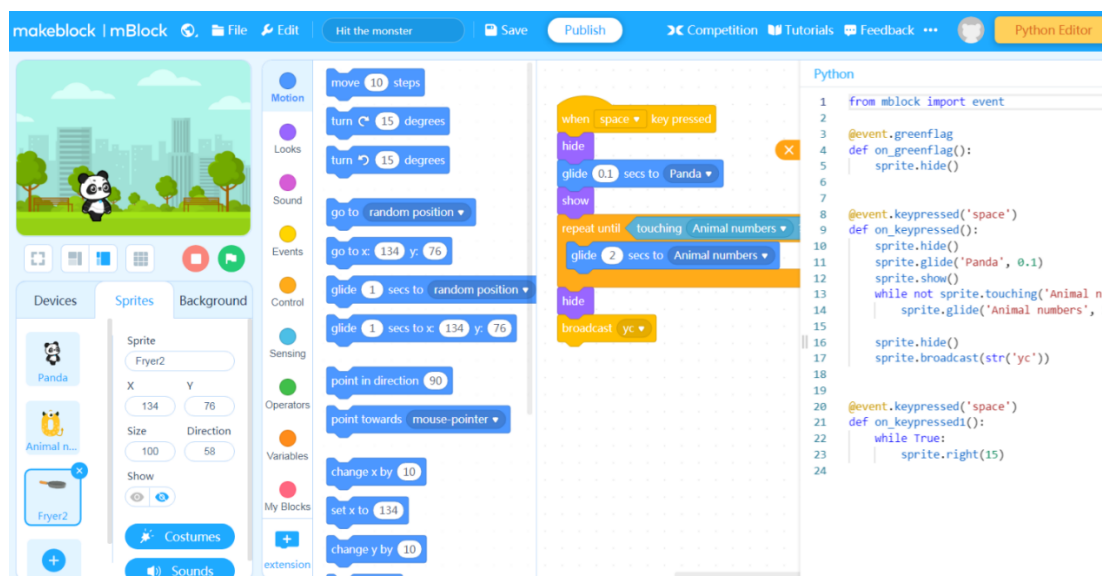 makeblock | mBlock File Edit Hit the monster Save Publish Competition Tutorials Feedback ••• Python Editor
Devices Sprites Background
Panda
Animal n...
Fryer2
Sprite
Fryer2
X Y
134 76
Size Direction
100 58
Show
Costumes
Sounds
Motion
Looks
Sound
Events
Control
Sensing
Operators
Variables
My Blocks
extension
move 10 steps
turn 15 degrees
turn 15 degrees
go to random position
go to x: 134 y: 76
glide 1 secs to random position
glide 1 secs to x: 134 y: 76
point in direction 90
point towards mouse-pointer
change x by 10
set x to 134
change y by 10
when space key pressed
hide
glide 0.1 secs to Panda
show
repeat until touching Animal numbers
glide 2 secs to Animal numbers
hide
broadcast yc
Python
1 from mblock import event
2
3 @event.greenflag
4 def on_greenflag():
5 sprite.hide()
6
7
8 @event.keypressed('space')
9 def on_keypressed():
10 sprite.hide()
11 sprite.glide('Panda', 0.1)
12 sprite.show()
13 while not sprite.touching('Animal n
14 sprite.glide('Animal numbers',
15
16 sprite.hide()
17 sprite.broadcast(str('yc'))
18
19
20 @event.keypressed('space')
21 def on_keypressed1():
22 while True:
23 sprite.right(15)
24